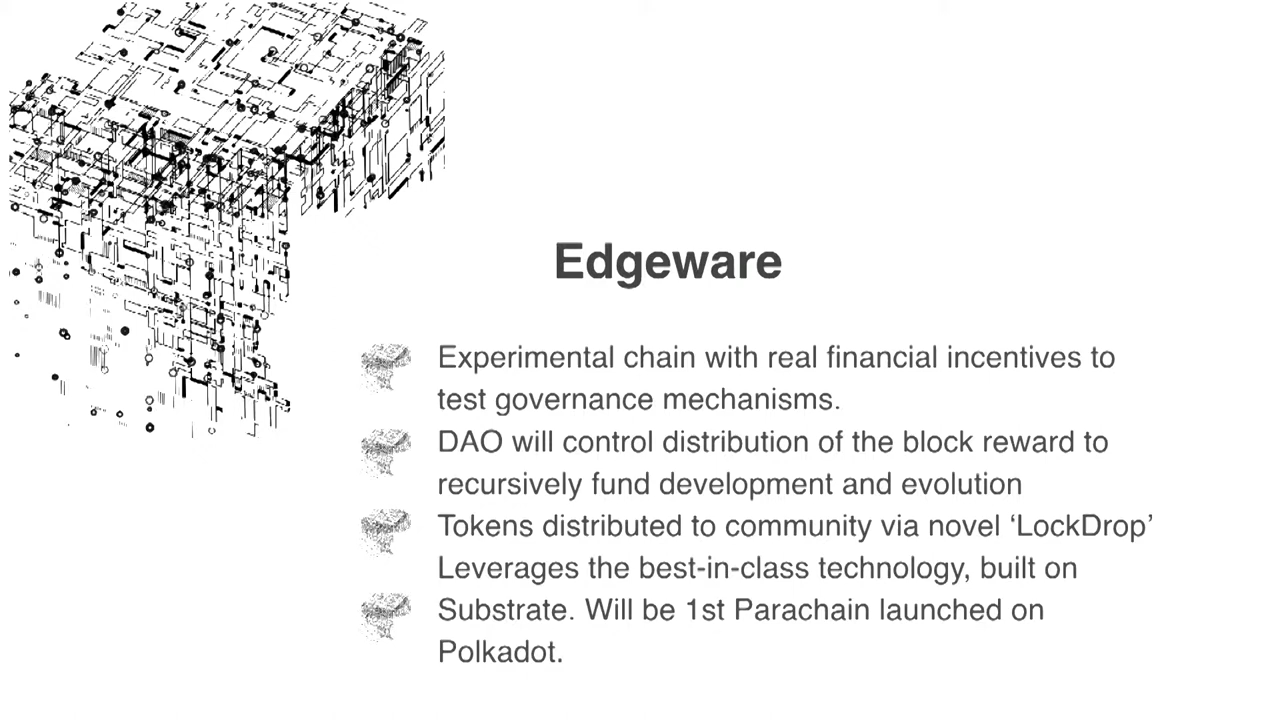 Edgeware
Experimental chain with real financial incentives to
test governance mechanisms.
DAO will control distribution of the block reward to
recursively fund development and evolution
Tokens distributed to community via novel ‘LockDrop’
Leverages the best-in-class technology, built on
Substrate. Will be 1st Parachain launched on
Polkadot.